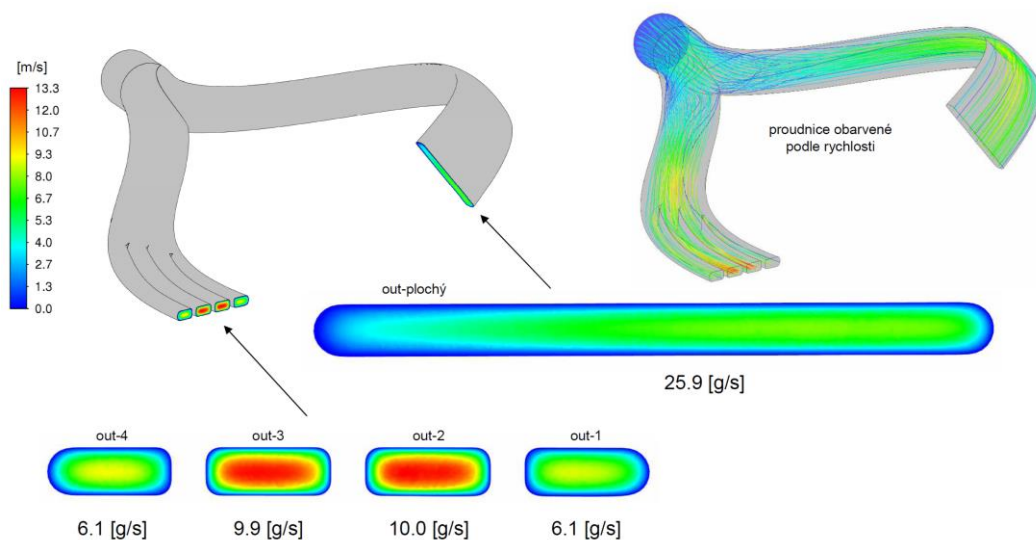 [m/s]
13.3
12.0
10.7
9.3
8.0
6.7
5.3
4.0
2.7
1.3
0.0
proudnice obarvené
podle rychlosti
out-plochý
25.9 [g/s]
out-4
out-3
out-2
out-1
6.1 [g/s]
9.9 [g/s]
10.0 [g/s]
6.1 [g/s]